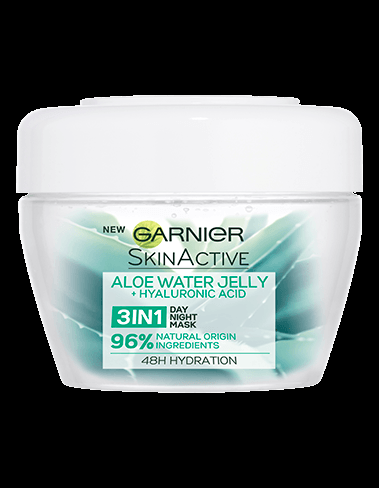 NEW GARNIER
SKINACTIVE
ALOE WATER JELLY
+ HYALURONIC ACID
3IN1 DAY NIGHT MASK
96% NATURAL ORIGIN INGREDIENTS
48H HYDRATION